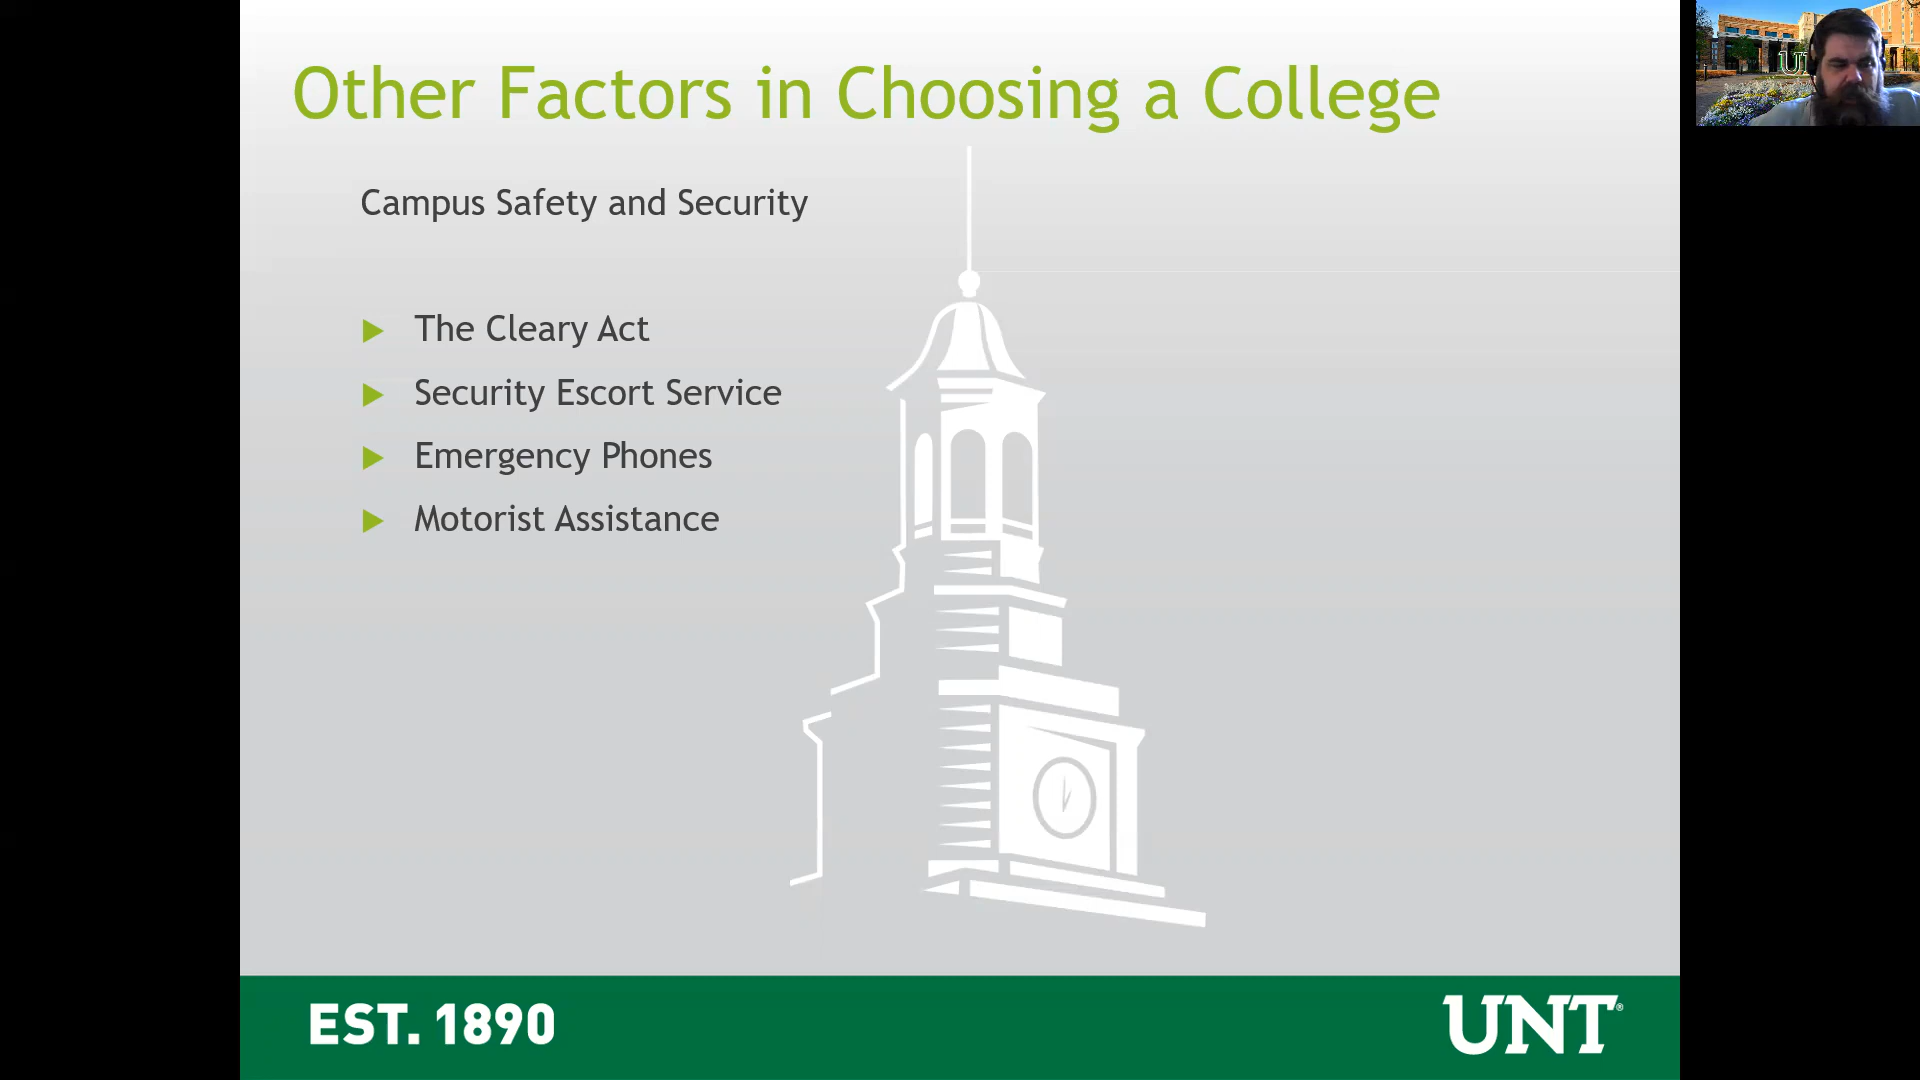 Other Factors in Choosing a College
Campus Safety and Security
The Cleary Act
Security Escort Service
Emergency Phones
Motorist Assistance
EST. 1890
UNT®